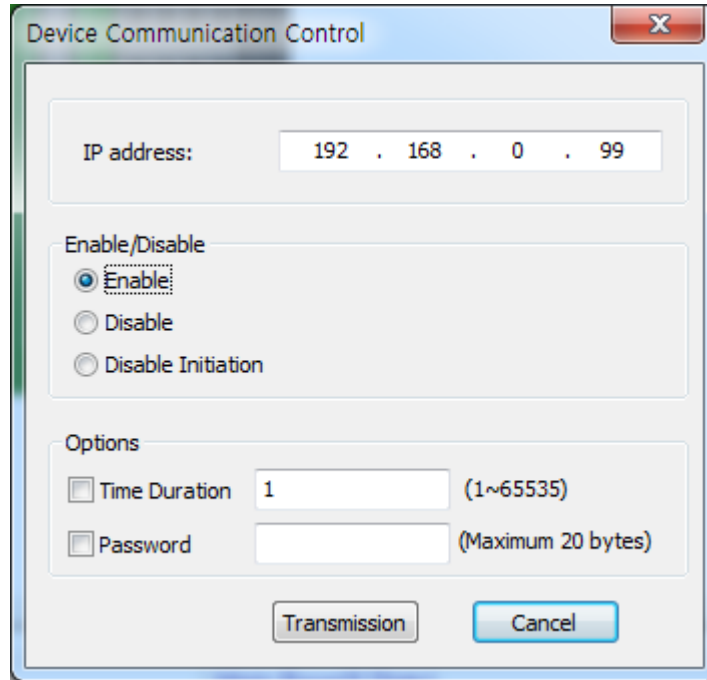 Device Communication Control
IP address: 192 . 168 . 0 . 99
Enable/Disable
Enable
Disable
Disable Initiation
Options
Time Duration 1 (1~65535)
Password (Maximum 20 bytes)
Transmission Cancel